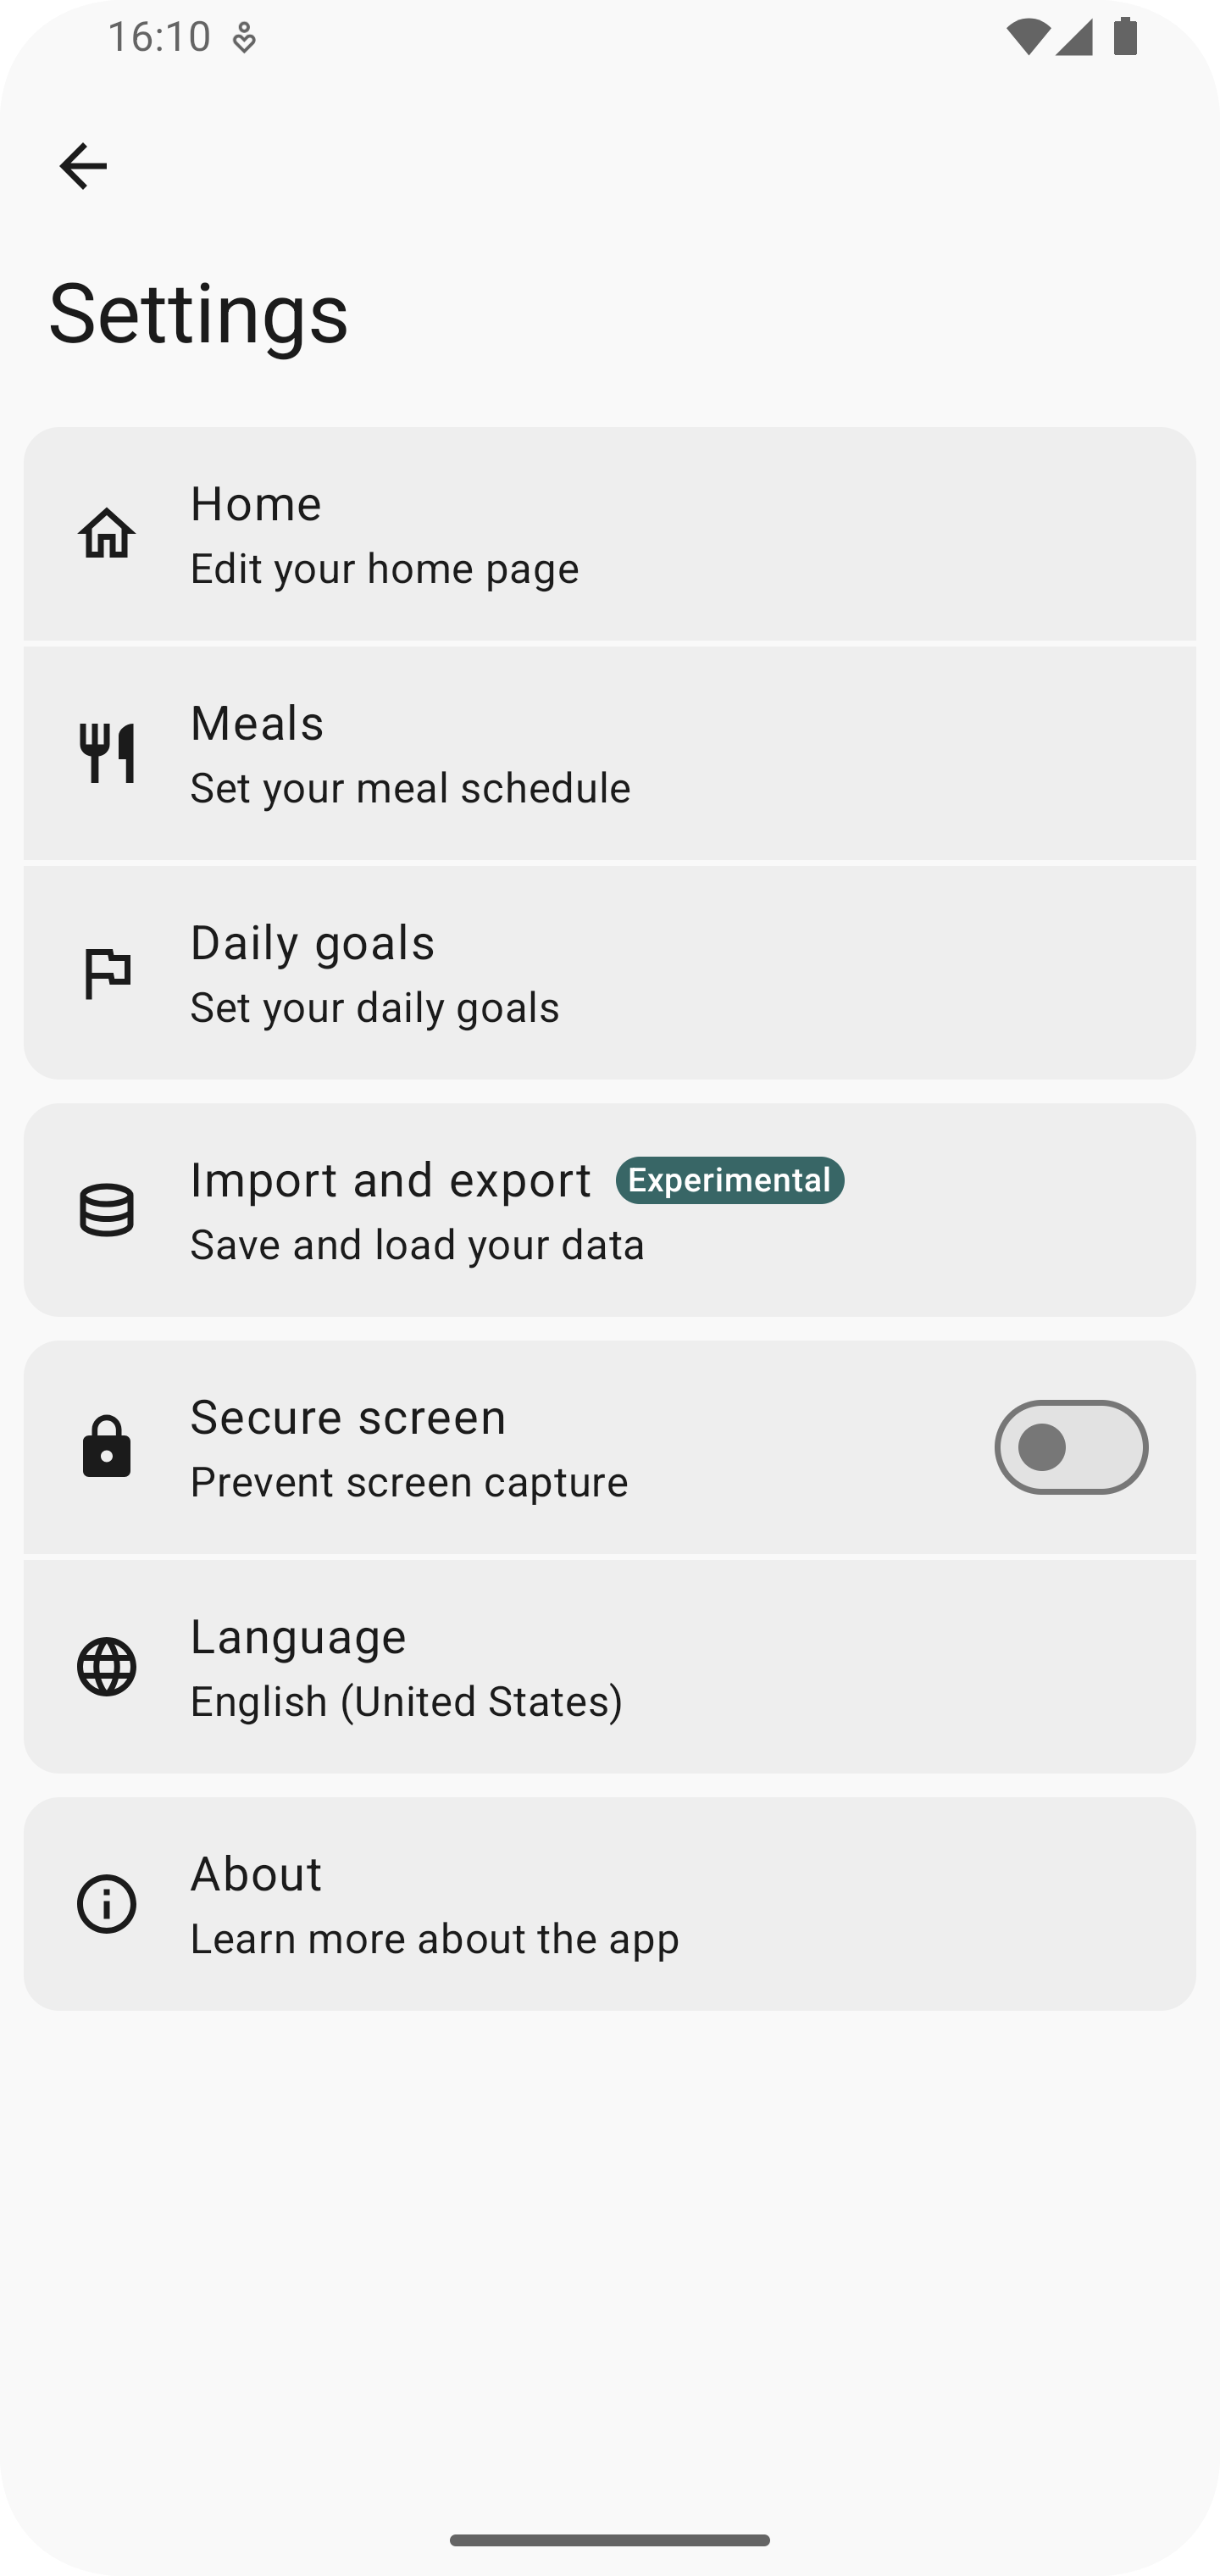 16:10
Settings
Home
Edit your home page
Meals
Set your meal schedule
Daily goals
Set your daily goals
Import and export Experimental
Save and load your data
Secure screen
Prevent screen capture
Language
English (United States)
About
Learn more about the app